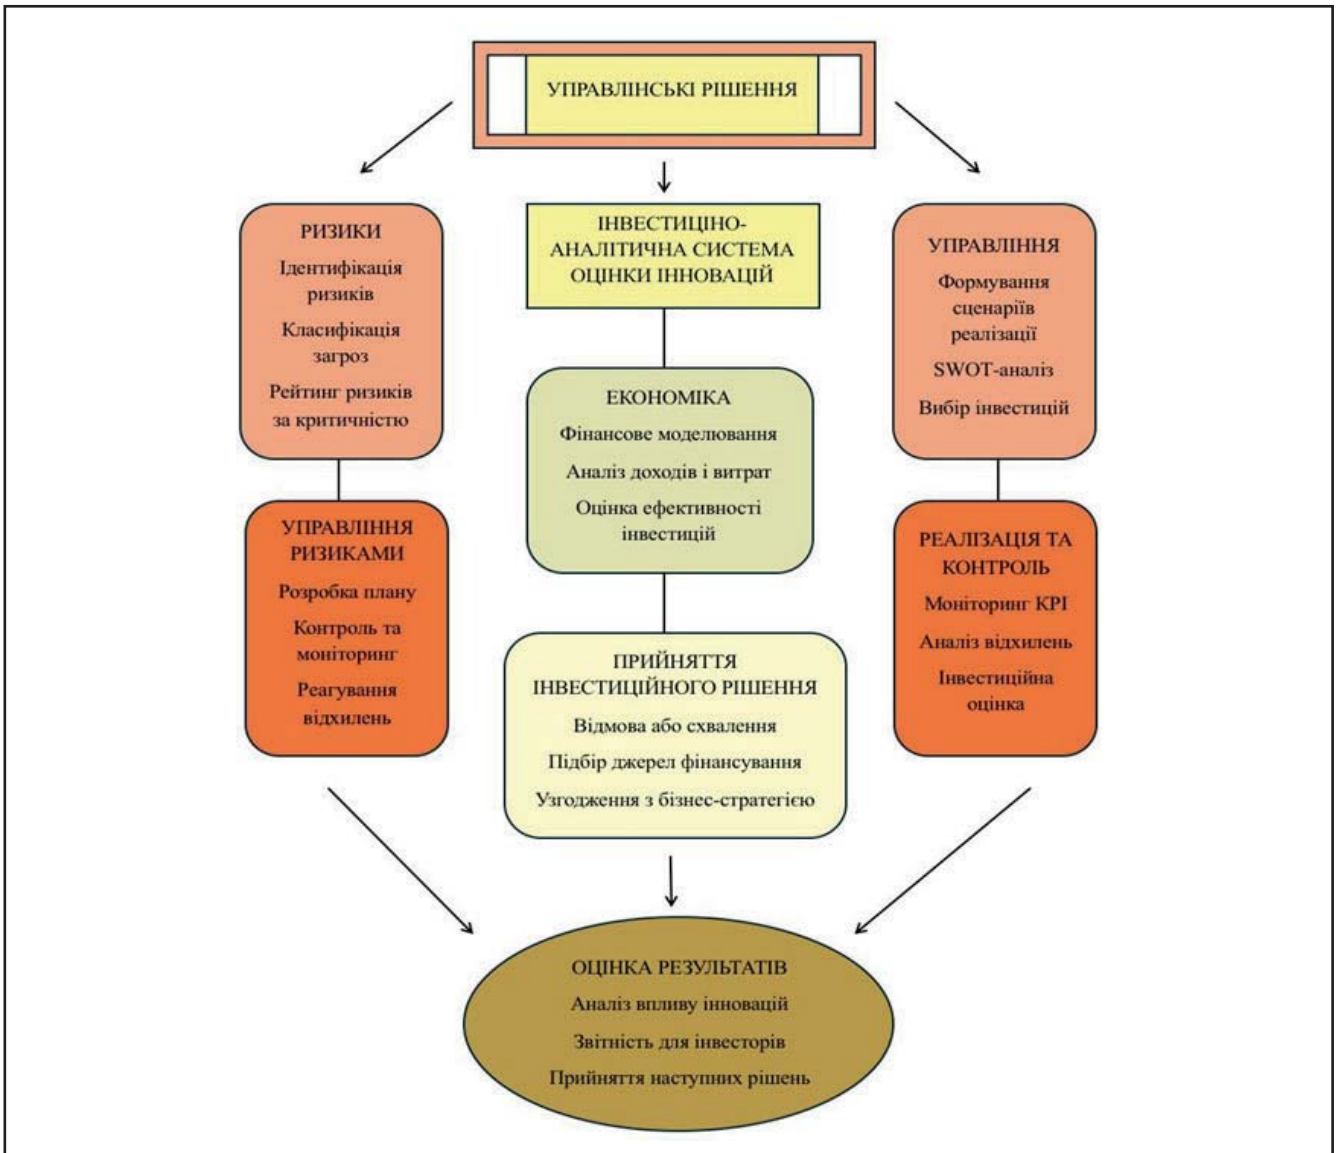 УПРАВЛІНСЬКІ РІШЕННЯ
РИЗИКИ
Ідентифікація
ризиків
Класифікація
загроз
Рейтинг ризиків
за критичністю
УПРАВЛІННЯ
РИЗИКАМИ
Розробка плану
Контроль та
моніторинг
Реагування
відхилень
ІНВЕСТИЦІНО-
АНАЛІТИЧНА СИСТЕМА
ОЦІНКИ ІННОВАЦІЙ
ЕКОНОМІКА
Фінансове моделювання
Аналіз доходів і витрат
Оцінка ефективності
інвестицій
ПРИЙНЯТТЯ
ІНВЕСТИЦІЙНОГО РІШЕННЯ
Відмова або схвалення
Підбір джерел фінансування
Узгодження з бізнес-стратегією
УПРАВЛІННЯ
Формування
сценаріїв
реалізації
SWOT-аналіз
Вибір інвестицій
РЕАЛІЗАЦІЯ ТА
КОНТРОЛЬ
Моніторинг KPI
Аналіз відхилень
Інвестиційна
оцінка
ОЦІНКА РЕЗУЛЬТАТІВ
Аналіз впливу інновацій
Звітність для інвесторів
Прийняття наступних рішень